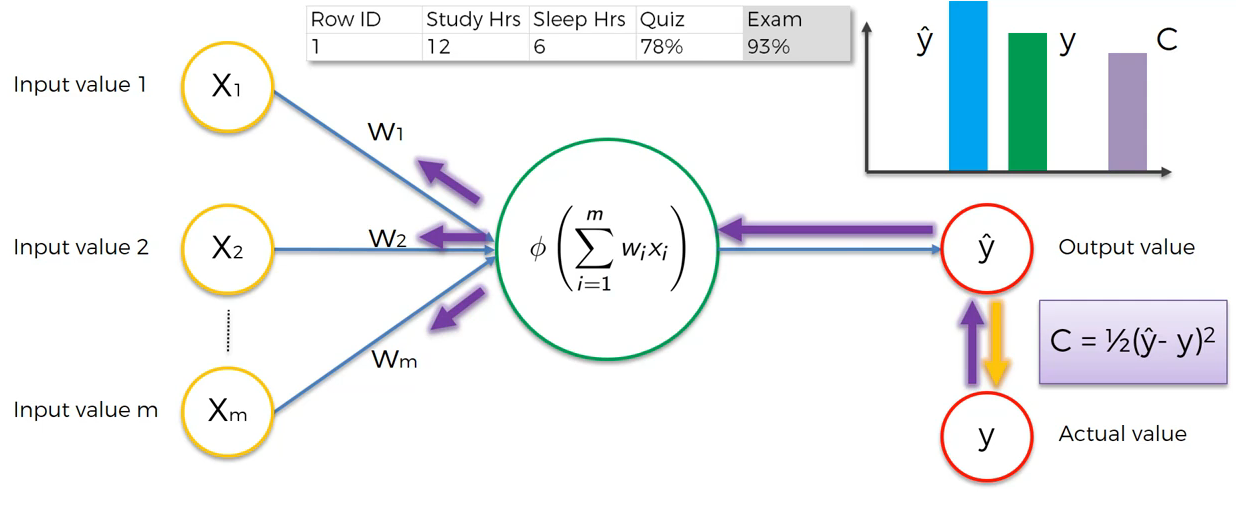 Row ID Study Hrs Sleep Hrs Quiz Exam
1 12 6 78% 93%
ŷ y C
Input value 1
X1
W1
Input value 2
X2
W2
ϕ(∑_{i=1}^{m} wᵢxᵢ)
ŷ
Output value
C = ½(ŷ- y)²
Wm
Input value m
Xm
y
Actual value